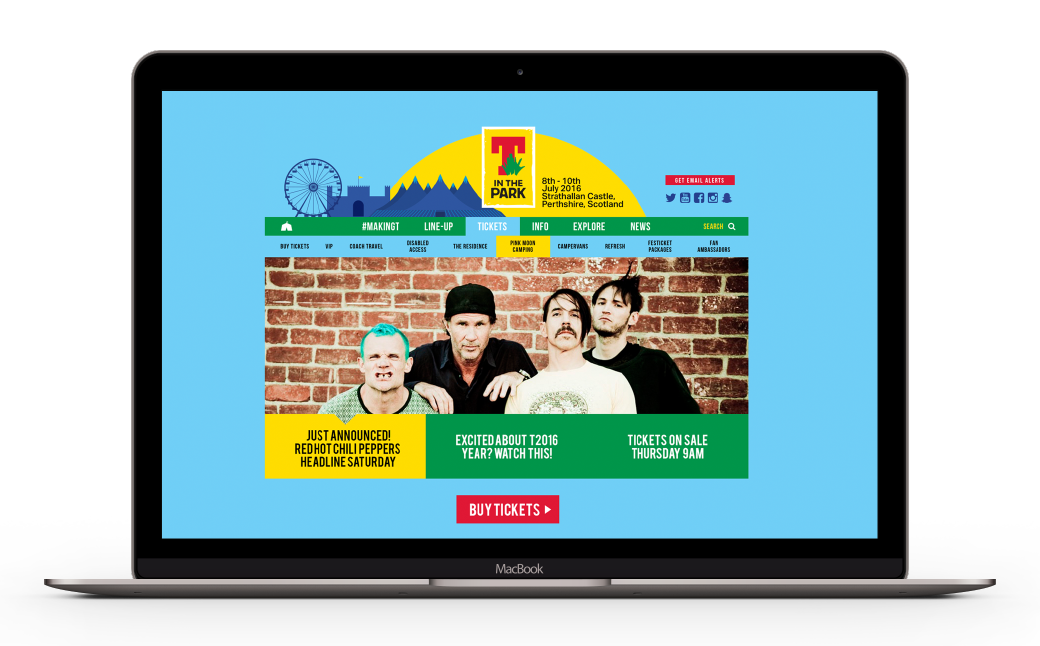 T
IN THE
PARK
8th - 10th
July 2016
Strathallan Castle,
Perthshire, Scotland
GET EMAIL ALERTS
#MAKINGT LINE-UP TICKETS INFO EXPLORE NEWS SEARCH
BUY TICKETS VIP COACH TRAVEL DISABLED ACCESS THE RESIDENCE PINK MOON CAMPING CAMPERVANS REFRESH FESTICKET PACKAGES FAN AMBASSADORS
JUST ANNOUNCED!
RED HOT CHILI PEPPERS
HEADLINE SATURDAY
EXCITED ABOUT T2016
YEAR? WATCH THIS!
TICKETS ON SALE
THURSDAY 9AM
BUY TICKETS
MacBook